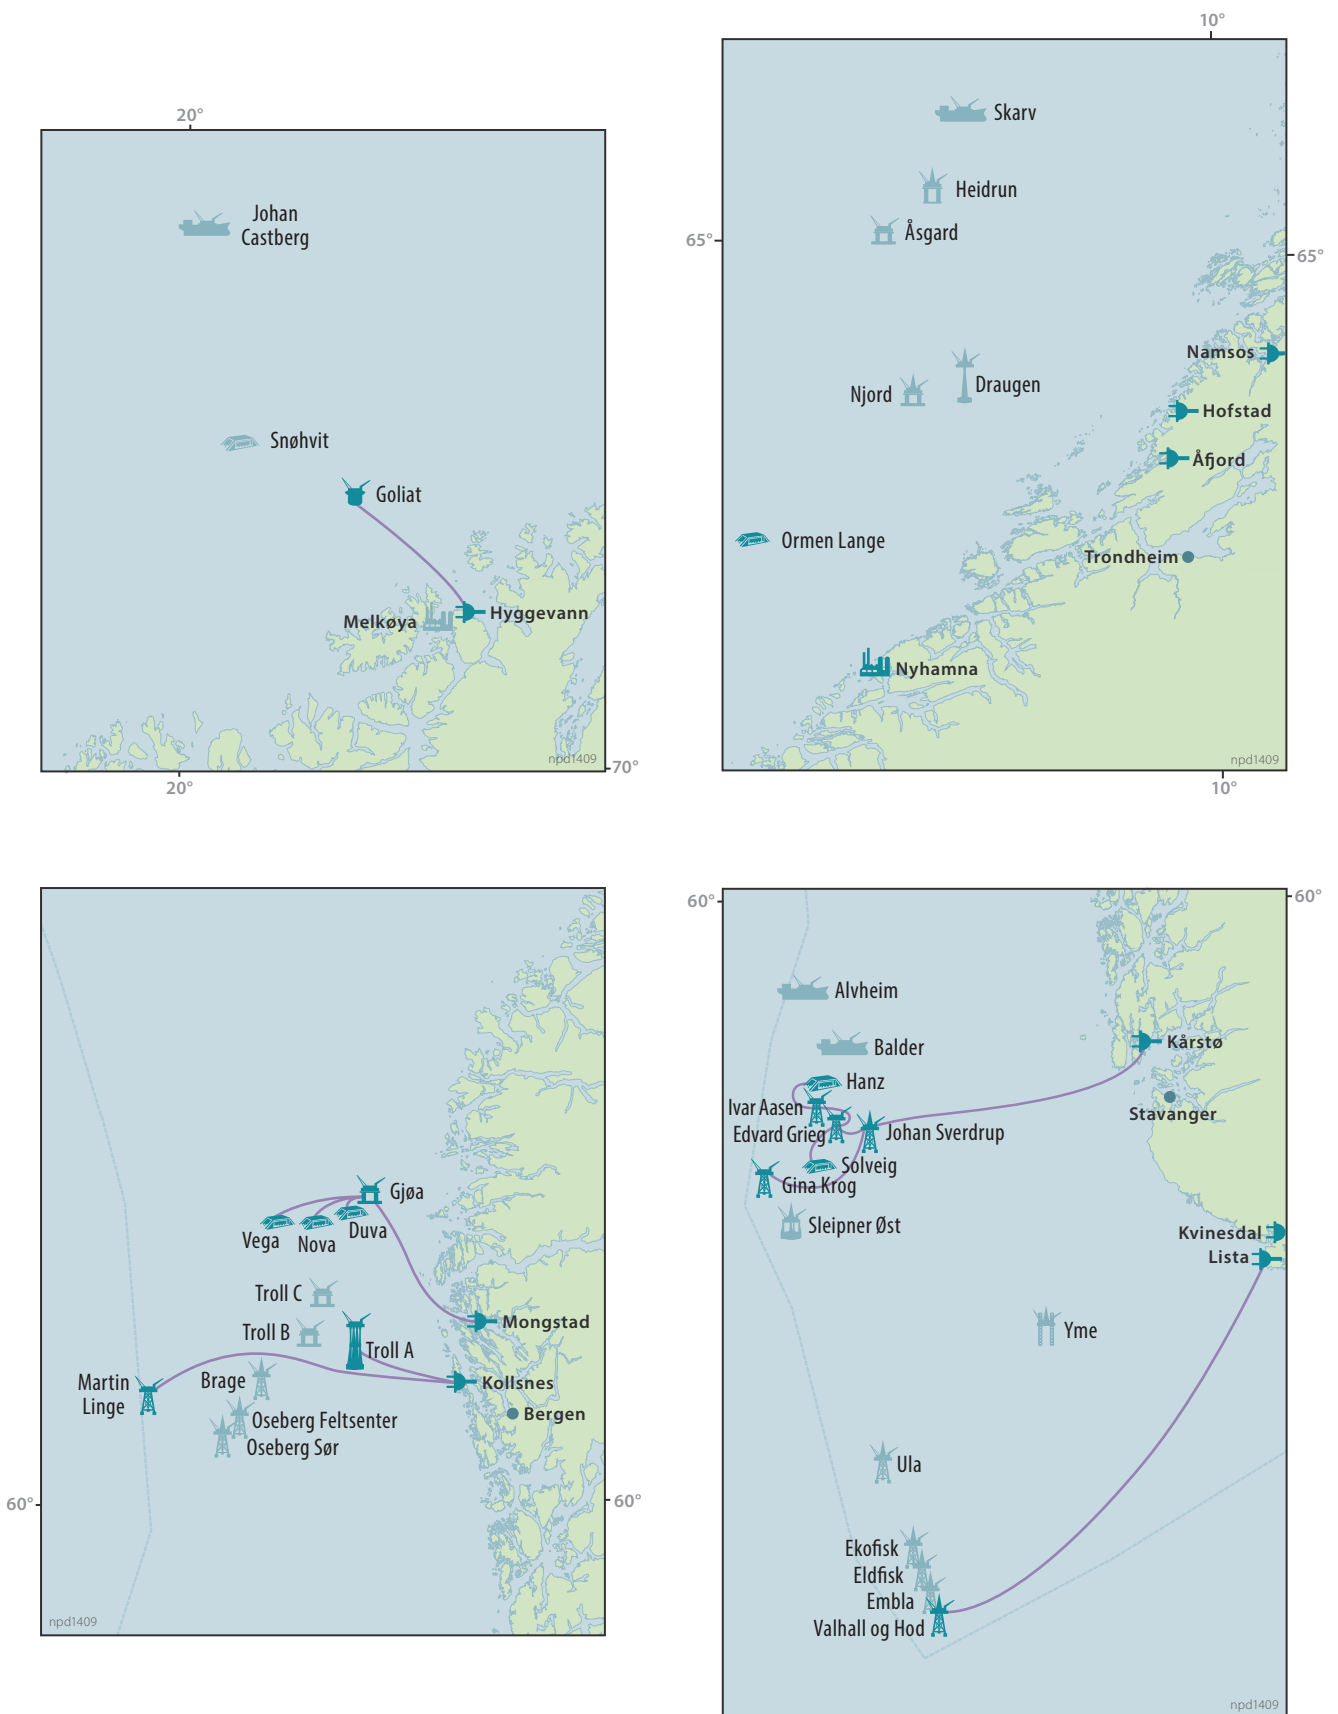 20°
Johan
Castberg
Snøhvit
Goliat
Melkøya
Hyggevann
npd1409
70°
20°
10°
Skarv
Heidrun
Åsgard
65°
65°
Namsos
Njord
Draugen
Hofstad
Åfjord
Ormen Lange
Trondheim
Nyhamna
npd1409
10°
Gjøa
Vega
Nova
Duva
Troll C
Troll B
Troll A
Mongstad
Martin
Linge
Brage
Kollsnes
Oseberg Feltsenter
Bergen
Oseberg Sør
60°
60°
npd1409
60°
60°
Alvheim
Kårstø
Balder
Hanz
Ivar Aasen
Edvard Grieg
Johan Sverdrup
Stavanger
Solveig
Gina Krog
Sleipner Øst
Kvinesdal
Lista
Yme
Ula
Ekofisk
Eldfisk
Embla
Valhall og Hod
npd1409